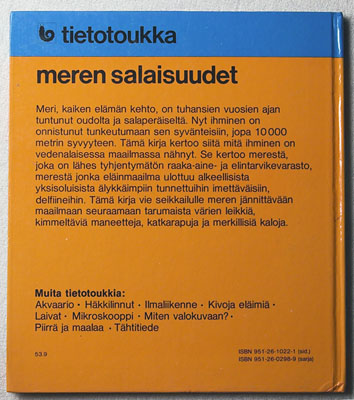 tietotoukka
meren salaisuudet
Meri, kaiken elämän kehto, on tuhansien vuosien ajan
tuntunut oudolta ja salaperäiseltä. Nyt ihminen on
onnistunut tunkeutumaan sen syvänteisiin, jopa 10 000
metrin syvyyteen. Tämä kirja kertoo siitä mitä ihminen on
vedenalaisessa maailmassa nähnyt. Se kertoo merestä,
joka on lähes tyhjentymätön raaka-aine- ja elintarvikevarasto,
merestä jonka eläinmaailma ulottuu alkeellisista
yksisoluisista älykkäimpiin tunnettuihin imettäväisiin,
delfiineihin. Tämä kirja vie seikkailulle meren jännittävään
maailmaan seuraamaan tarumaista värien leikkiä,
kimmeltäviä maneetteja, katkarapuja ja merkillisiä kaloja.
Muita tietotoukkia:
Akvaario · Häkkilinnut · Ilmaliikenne · Kivoja eläimiä ·
Laivat · Mikroskooppi · Miten valokuvaan? ·
Piirrä ja maalaa · Tähtitiede
53.9
ISBN 951-26-1022-1 (sid.)
ISBN 951-26-0298-9 (sarja)